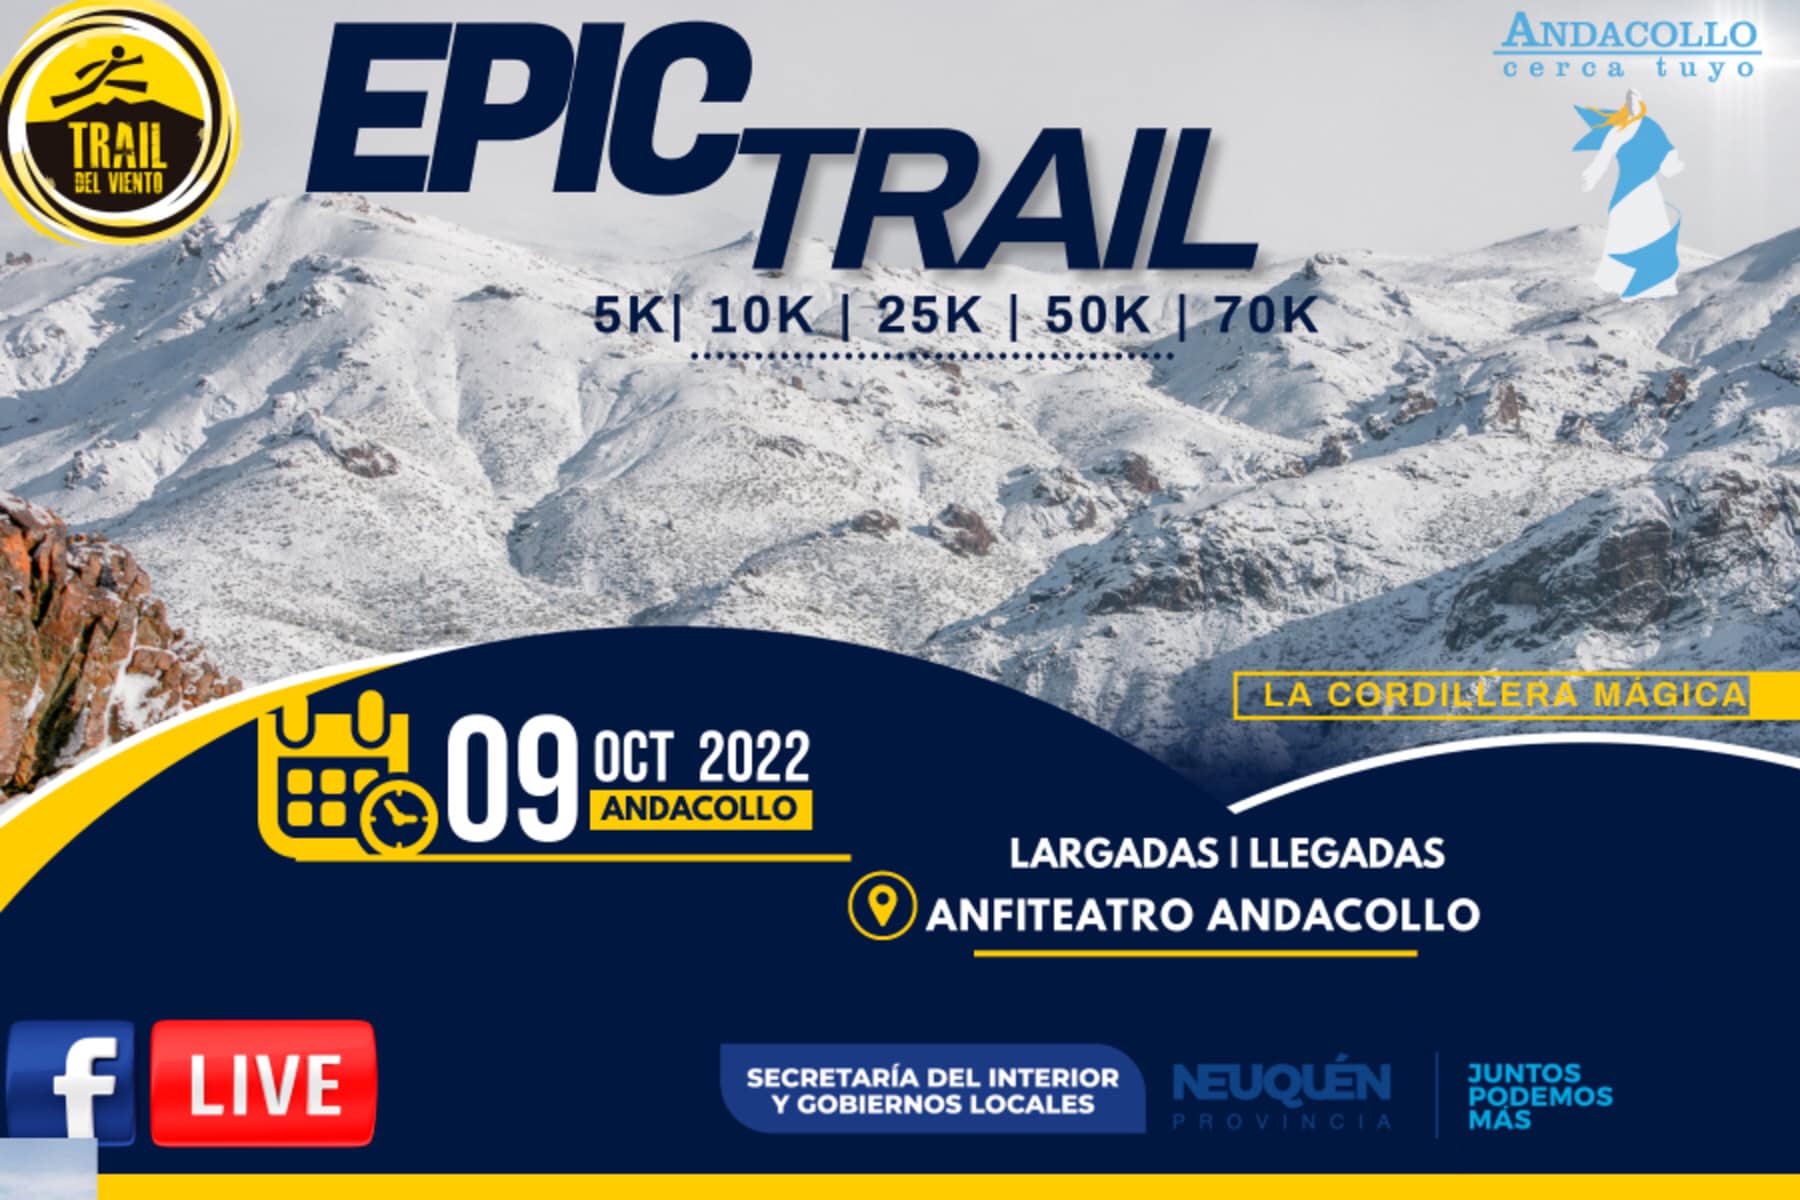 TRAIL
DEL VIENTO
EPIC
TRAIL
5K| 10K | 25K | 50K | 70K
ANDACOLLO
cerca tuyo
LA CORDILLERA MÁGICA
09
OCT 2022
ANDACOLLO
LARGADAS | LLEGADAS
ANFITEATRO ANDACOLLO
f
LIVE
SECRETARÍA DEL INTERIOR
Y GOBIERNOS LOCALES
NEUQUÉN
PROVINCIA
JUNTOS
PODEMOS
MÁS